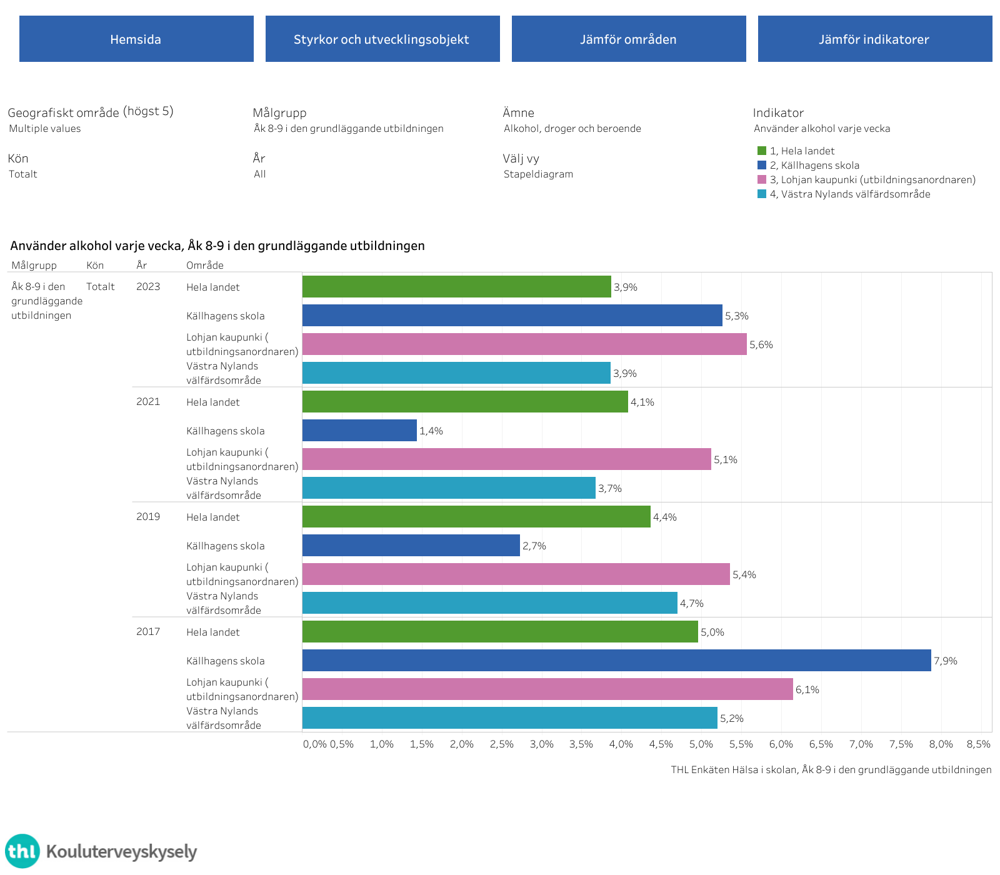 Hemsida
Styrkor och utvecklingsobjekt
Jämför områden
Jämför indikatorer
Geografiskt område (högst 5)
Multiple values
Målgrupp
Åk 8-9 i den grundläggande utbildningen
Ämne
Alkohol, droger och beroende
Indikator
Använder alkohol varje vecka
Kön
Totalt
År
All
Välj vy
Stapeldiagram
1, Hela landet
2, Källhagens skola
3, Lohjan kaupunki (utbildningsanordnaren)
4, Västra Nylands välfärdsområde
Använder alkohol varje vecka, Åk 8-9 i den grundläggande utbildningen
Målgrupp Kön År Område
Åk 8-9 i den
grundläggande
utbildningen
Totalt
2023
Hela landet
3,9%
Källhagens skola
5,3%
Lohjan kaupunki (
utbildningsanordnaren)
5,6%
Västra Nylands
välfärdsområde
3,9%
2021
Hela landet
4,1%
Källhagens skola
1,4%
Lohjan kaupunki (
utbildningsanordnaren)
5,1%
Västra Nylands
välfärdsområde
3,7%
2019
Hela landet
4,4%
Källhagens skola
2,7%
Lohjan kaupunki (
utbildningsanordnaren)
5,4%
Västra Nylands
välfärdsområde
4,7%
2017
Hela landet
5,0%
Källhagens skola
7,9%
Lohjan kaupunki (
utbildningsanordnaren)
6,1%
Västra Nylands
välfärdsområde
5,2%
0,0% 0,5% 1,0% 1,5% 2,0% 2,5% 3,0% 3,5% 4,0% 4,5% 5,0% 5,5% 6,0% 6,5% 7,0% 7,5% 8,0% 8,5%
THL Enkäten Hälsa i skolan, Åk 8-9 i den grundläggande utbildningen
thl Kouluterveyskysely